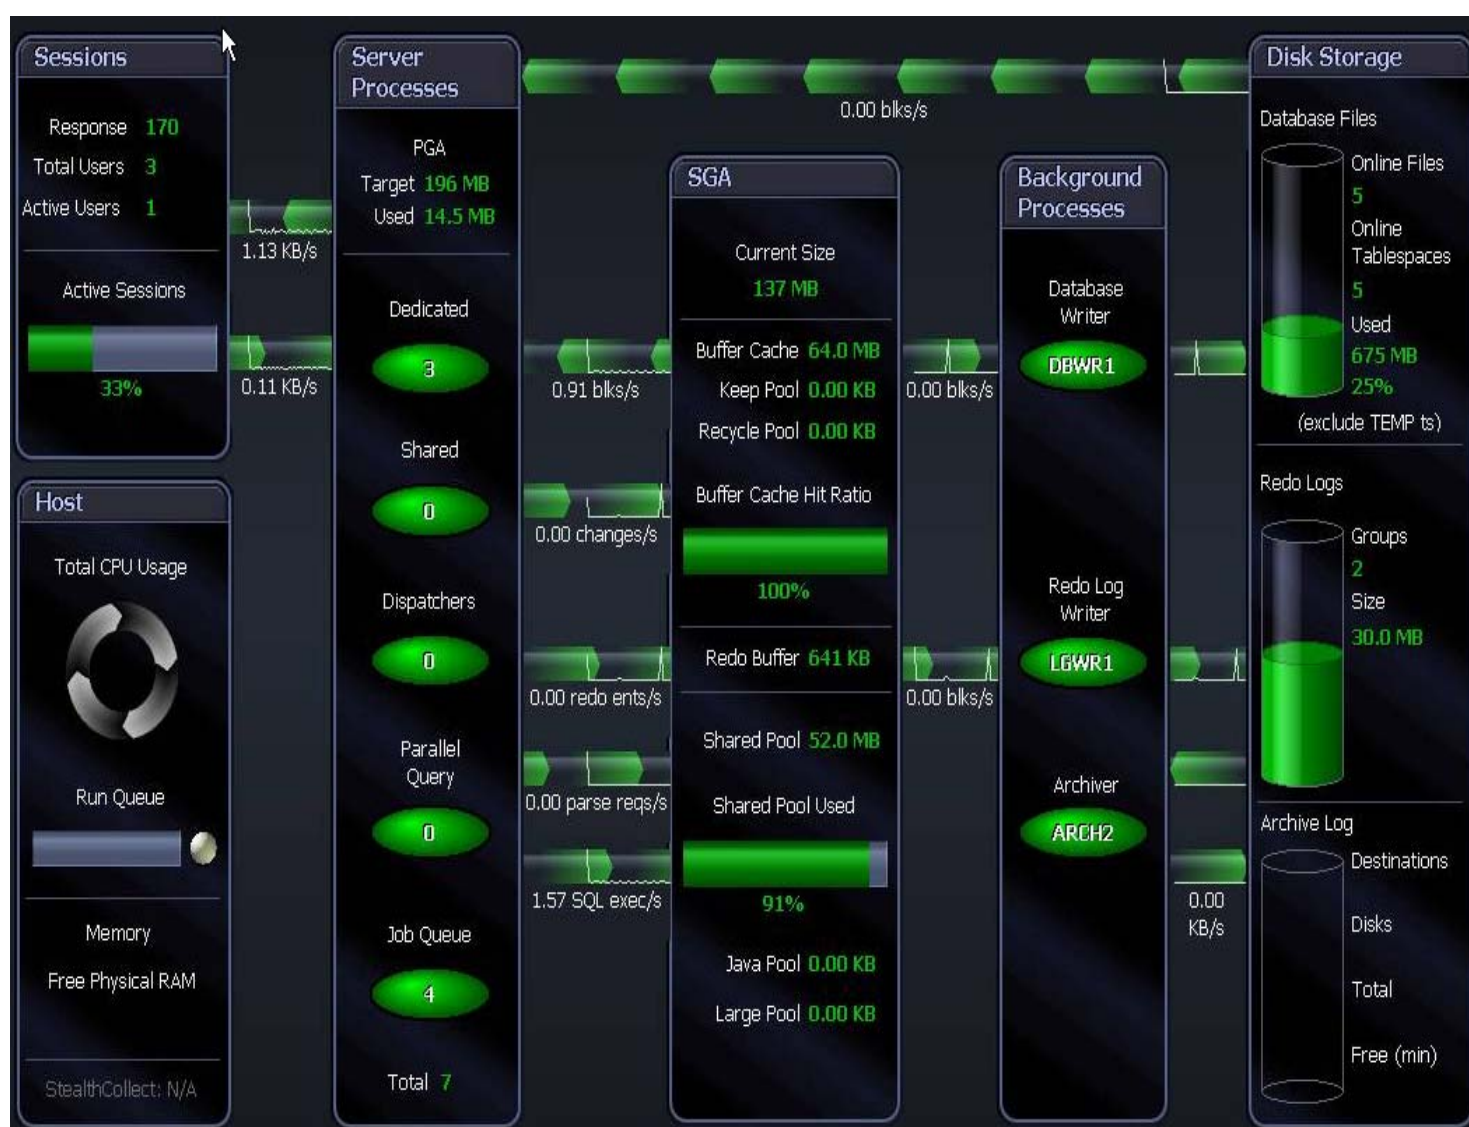 Sessions
Response 170
Total Users 3
Active Users 1
Active Sessions
33%
Host
Total CPU Usage
Run Queue
Memory
Free Physical RAM
StealthCollect: N/A
1.13 KB/s
0.11 KB/s
Server
Processes
PGA
Target 196 MB
Used 14.5 MB
Dedicated
3
Shared
0
Dispatchers
0
Parallel
Query
0
Job Queue
4
Total 7
0.00 blks/s
0.91 blks/s
0.00 changes/s
0.00 redo ents/s
0.00 parse reqs/s
1.57 SQL exec/s
SGA
Current Size
137 MB
Buffer Cache 64.0 MB
Keep Pool 0.00 KB
Recycle Pool 0.00 KB
Buffer Cache Hit Ratio
100%
Redo Buffer 641 KB
Shared Pool 52.0 MB
Shared Pool Used
91%
Java Pool 0.00 KB
Large Pool 0.00 KB
0.00 blks/s
0.00 blks/s
Background
Processes
Database
Writer
DBWR1
Redo Log
Writer
LGWR1
Archiver
ARCH2
0.00
KB/s
Disk Storage
Database Files
Online Files
5
Online
Tablespaces
5
Used
675 MB
25%
(exclude TEMP ts)
Redo Logs
Groups
2
Size
30.0 MB
Archive Log
Destinations
Disks
Total
Free (min)